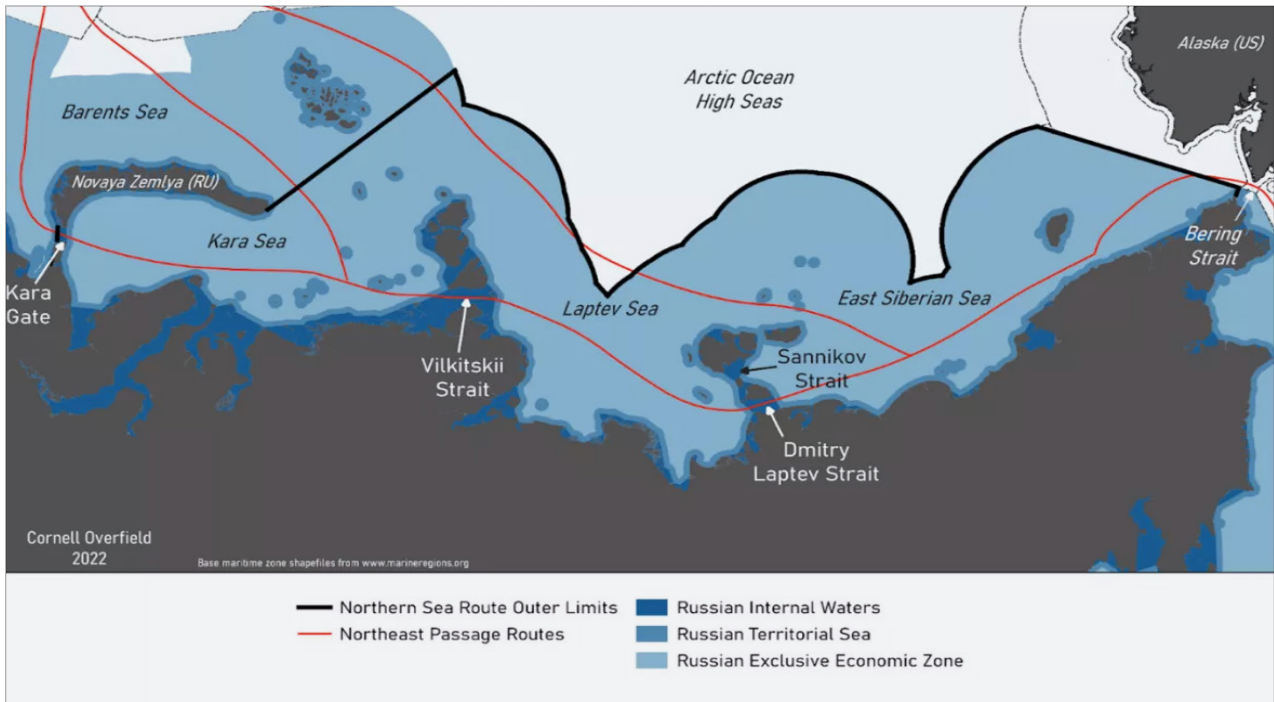 Alaska (US)
Arctic Ocean
High Seas
Barents Sea
Novaya Zemlya (RU)
Kara Sea
Bering
Strait
Kara
Gate
Laptev Sea
East Siberian Sea
Vilkitskii
Strait
Sannikov
Strait
Dmitry
Laptev Strait
Cornell Overfield
2022
Base maritime zone shapefiles from www.marineregions.org
Northern Sea Route Outer Limits
Northeast Passage Routes
Russian Internal Waters
Russian Territorial Sea
Russian Exclusive Economic Zone